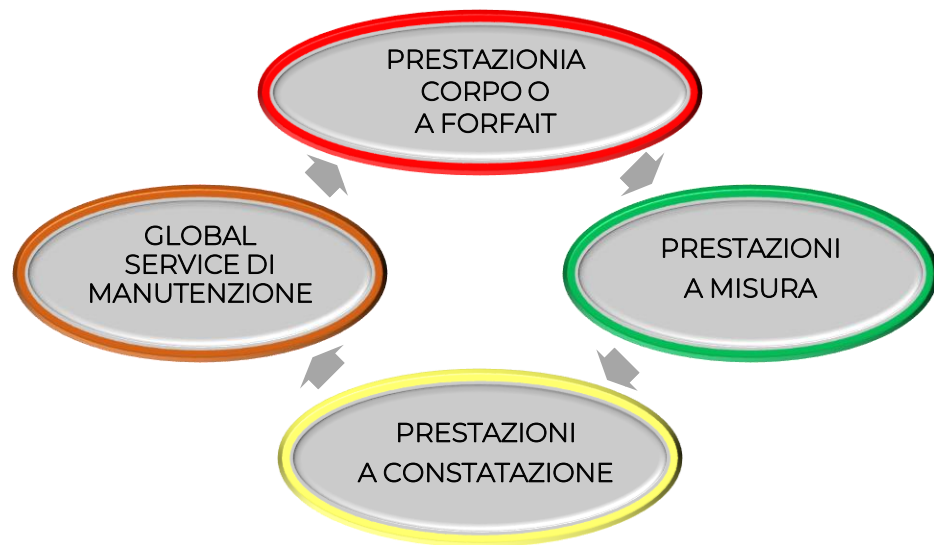 PRESTAZIONIA
CORPO O
A FORFAIT
GLOBAL
SERVICE DI
MANUTENZIONE
PRESTAZIONI
A MISURA
PRESTAZIONI
A CONSTATAZIONE